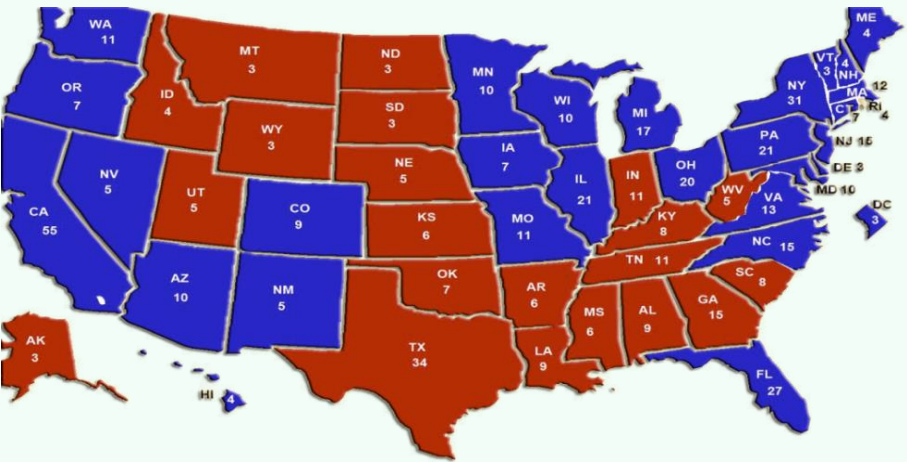 WA
11
OR
7
CA
55
NV
5
ID
4
MT
3
WY
3
UT
5
AZ
10
CO
9
NM
5
ND
3
SD
3
NE
5
KS
6
OK
7
TX
34
MN
10
IA
7
MO
11
AR
6
LA
9
WI
10
IL
21
MI
17
IN
11
OH
20
KY
8
TN 11
MS
6
AL
9
GA
15
FL
27
SC
8
NC 15
VA
13
WV
5
PA
21
NY
31
VT
3
4
NH
ME
4
MA
12
RI
4
CT
7
NJ 15
DE 3
MD 10
DC
3
AK
3
HI
4